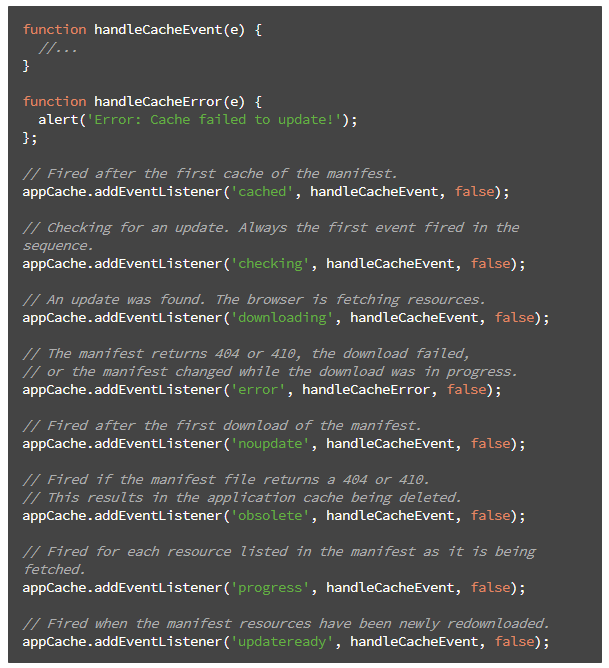 function handleCacheEvent(e) {
  //...
}

function handleCacheError(e) {
  alert('Error: Cache failed to update!');
};

// Fired after the first cache of the manifest.
appCache.addEventListener('cached', handleCacheEvent, false);

// Checking for an update. Always the first event fired in the
sequence.
appCache.addEventListener('checking', handleCacheEvent, false);

// An update was found. The browser is fetching resources.
appCache.addEventListener('downloading', handleCacheEvent, false);

// The manifest returns 404 or 410, the download failed,
// or the manifest changed while the download was in progress.
appCache.addEventListener('error', handleCacheError, false);

// Fired after the first download of the manifest.
appCache.addEventListener('noupdate', handleCacheEvent, false);

// Fired if the manifest file returns a 404 or 410.
// This results in the application cache being deleted.
appCache.addEventListener('obsolete', handleCacheEvent, false);

// Fired for each resource listed in the manifest as it is being
fetched.
appCache.addEventListener('progress', handleCacheEvent, false);

// Fired when the manifest resources have been newly redownloaded.
appCache.addEventListener('updateready', handleCacheEvent, false);